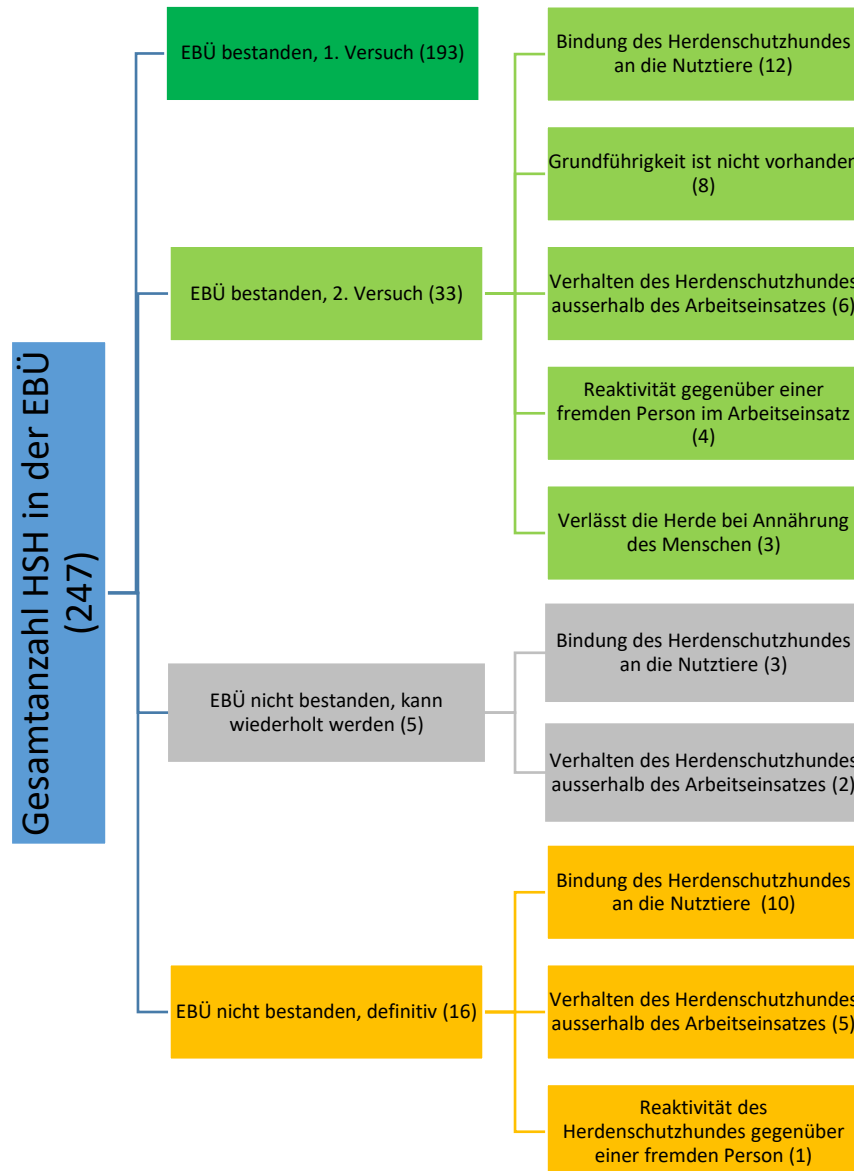 Gesamtanzahl HSH in der EBÜ
(247)
EBÜ bestanden, 1. Versuch (193)
EBÜ bestanden, 2. Versuch (33)
Bindung des Herdenschutzhundes
an die Nutztiere (12)
Grundführigkeit ist nicht vorhanden
(8)
Verhalten des Herdenschutzhundes
ausserhalb des Arbeitseinsatzes (6)
Reaktivität gegenüber einer
fremden Person im Arbeitseinsatz
(4)
Verlässt die Herde bei Annährung
des Menschen (3)
EBÜ nicht bestanden, kann
wiederholt werden (5)
Bindung des Herdenschutzhundes
an die Nutztiere (3)
Verhalten des Herdenschutzhundes
ausserhalb des Arbeitseinsatzes (2)
EBÜ nicht bestanden, definitiv (16)
Bindung des Herdenschutzhundes
an die Nutztiere (10)
Verhalten des Herdenschutzhundes
ausserhalb des Arbeitseinsatzes (5)
Reaktivität des
Herdenschutzhundes gegenüber
einer fremden Person (1)